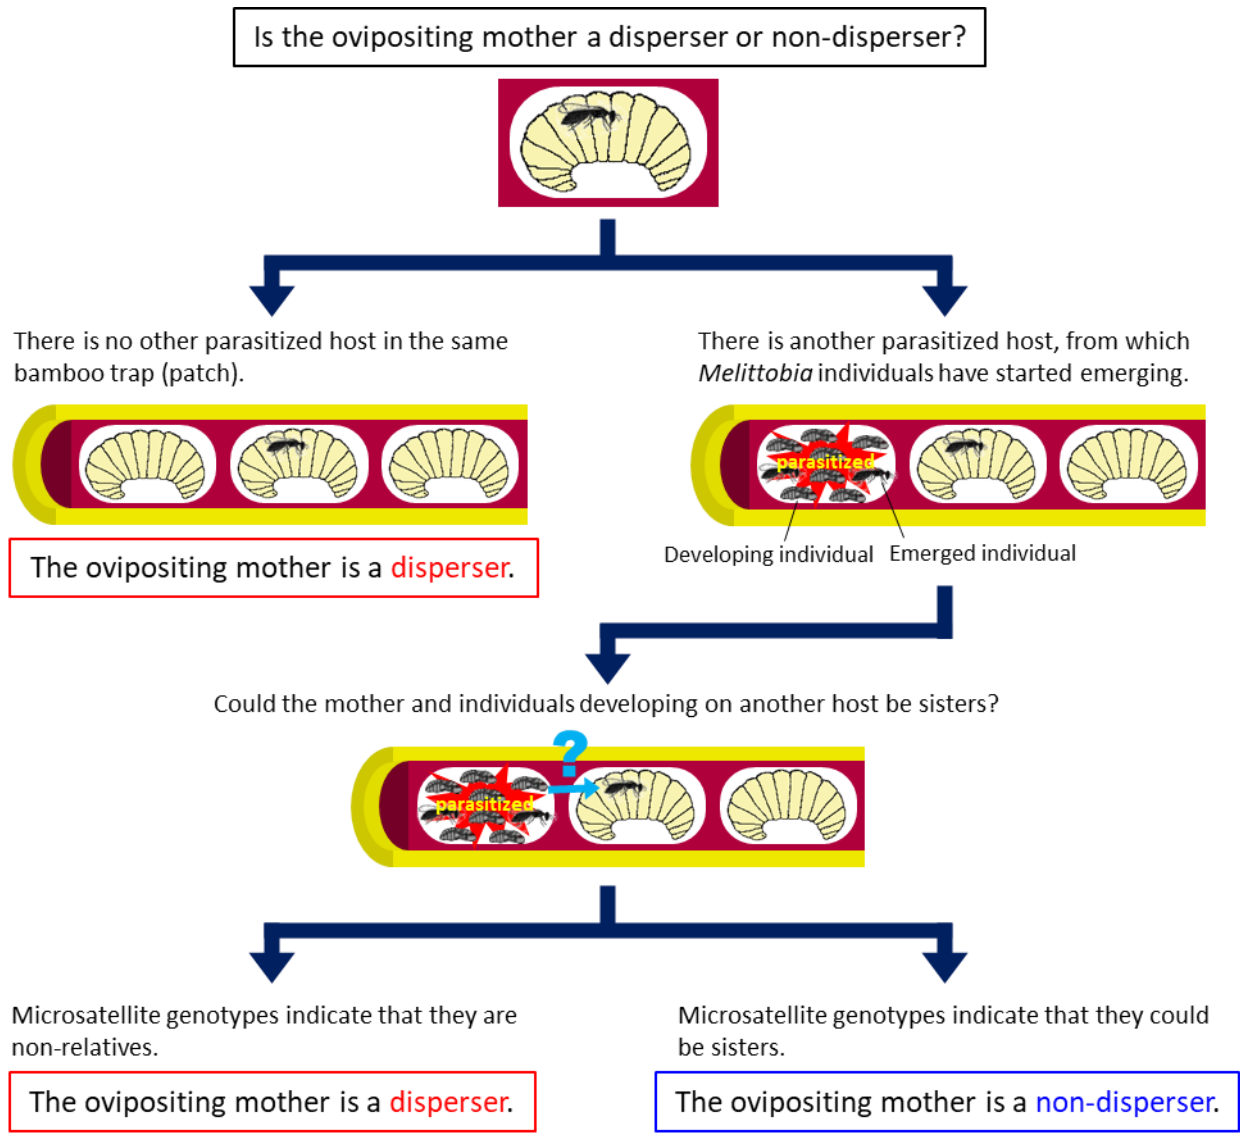 Is the ovipositing mother a disperser or non-disperser?
There is no other parasitized host in the same
bamboo trap (patch).
There is another parasitized host, from which
Melittobia individuals have started emerging.
parasitized
Developing individual
Emerged individual
The ovipositing mother is a disperser.
Could the mother and individuals developing on another host be sisters?
?
parasitized
Microsatellite genotypes indicate that they are
non-relatives.
The ovipositing mother is a disperser.
Microsatellite genotypes indicate that they could
be sisters.
The ovipositing mother is a non-disperser.